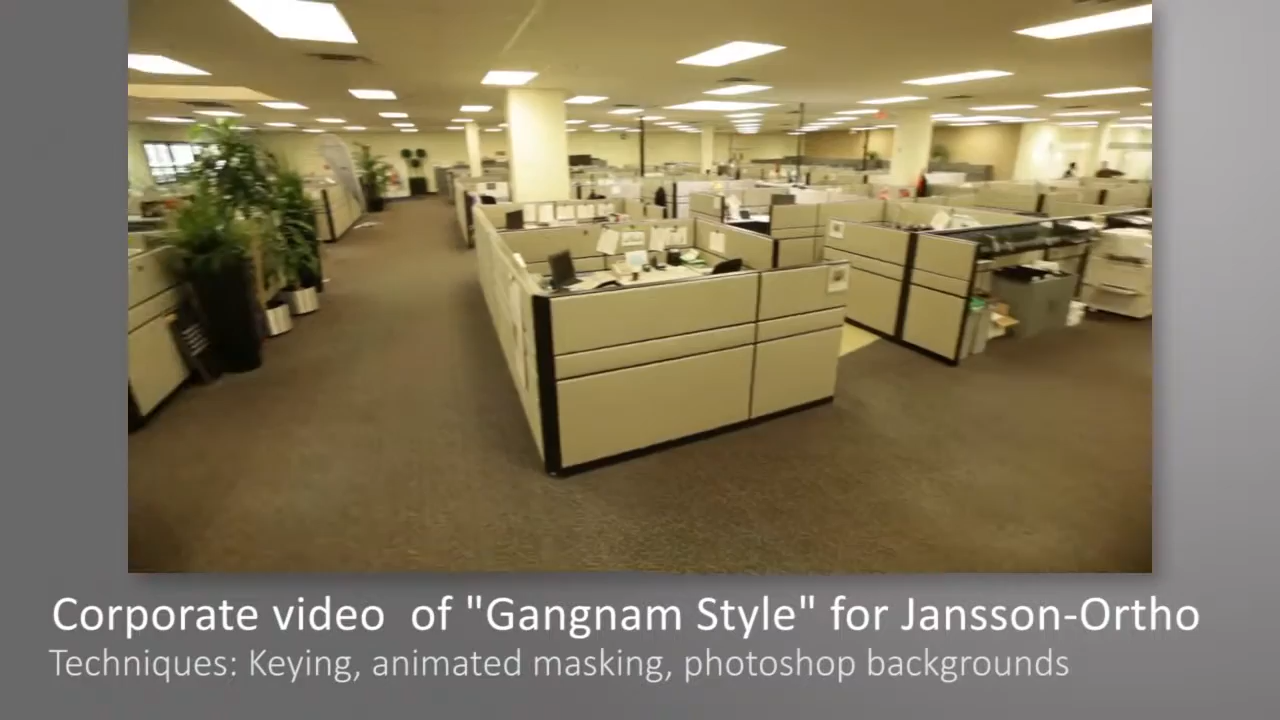 Corporate video of "Gangnam Style" for Jansson-Ortho
Techniques: Keying, animated masking, photoshop backgrounds